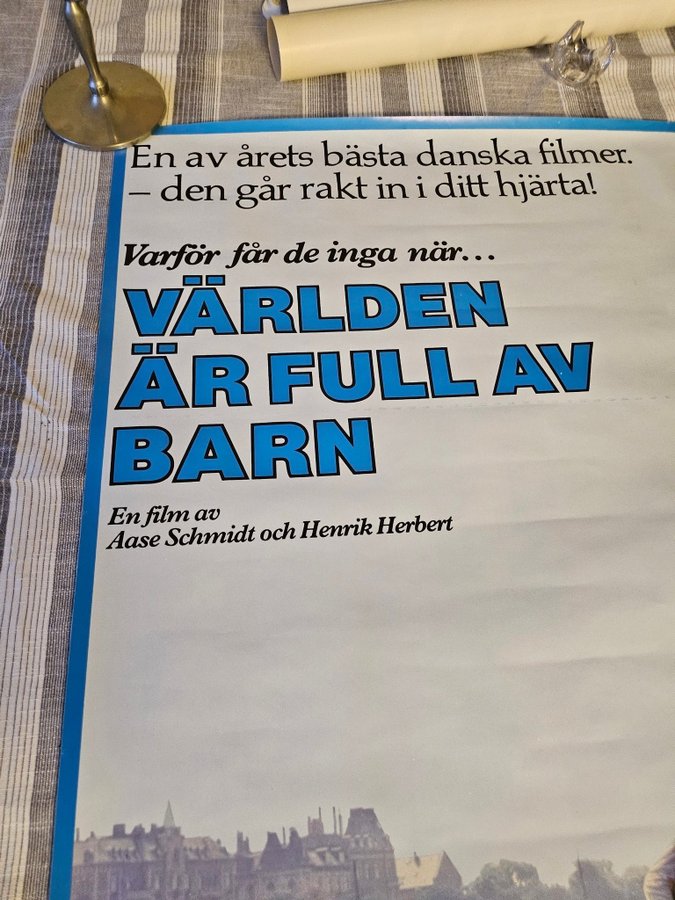 En av årets bästa danska filmer.
– den går rakt in i ditt hjärta!
Varför får de inga när...
VÄRLDEN
ÄR FULL AV
BARN
En film av
Aase Schmidt och Henrik Herbert